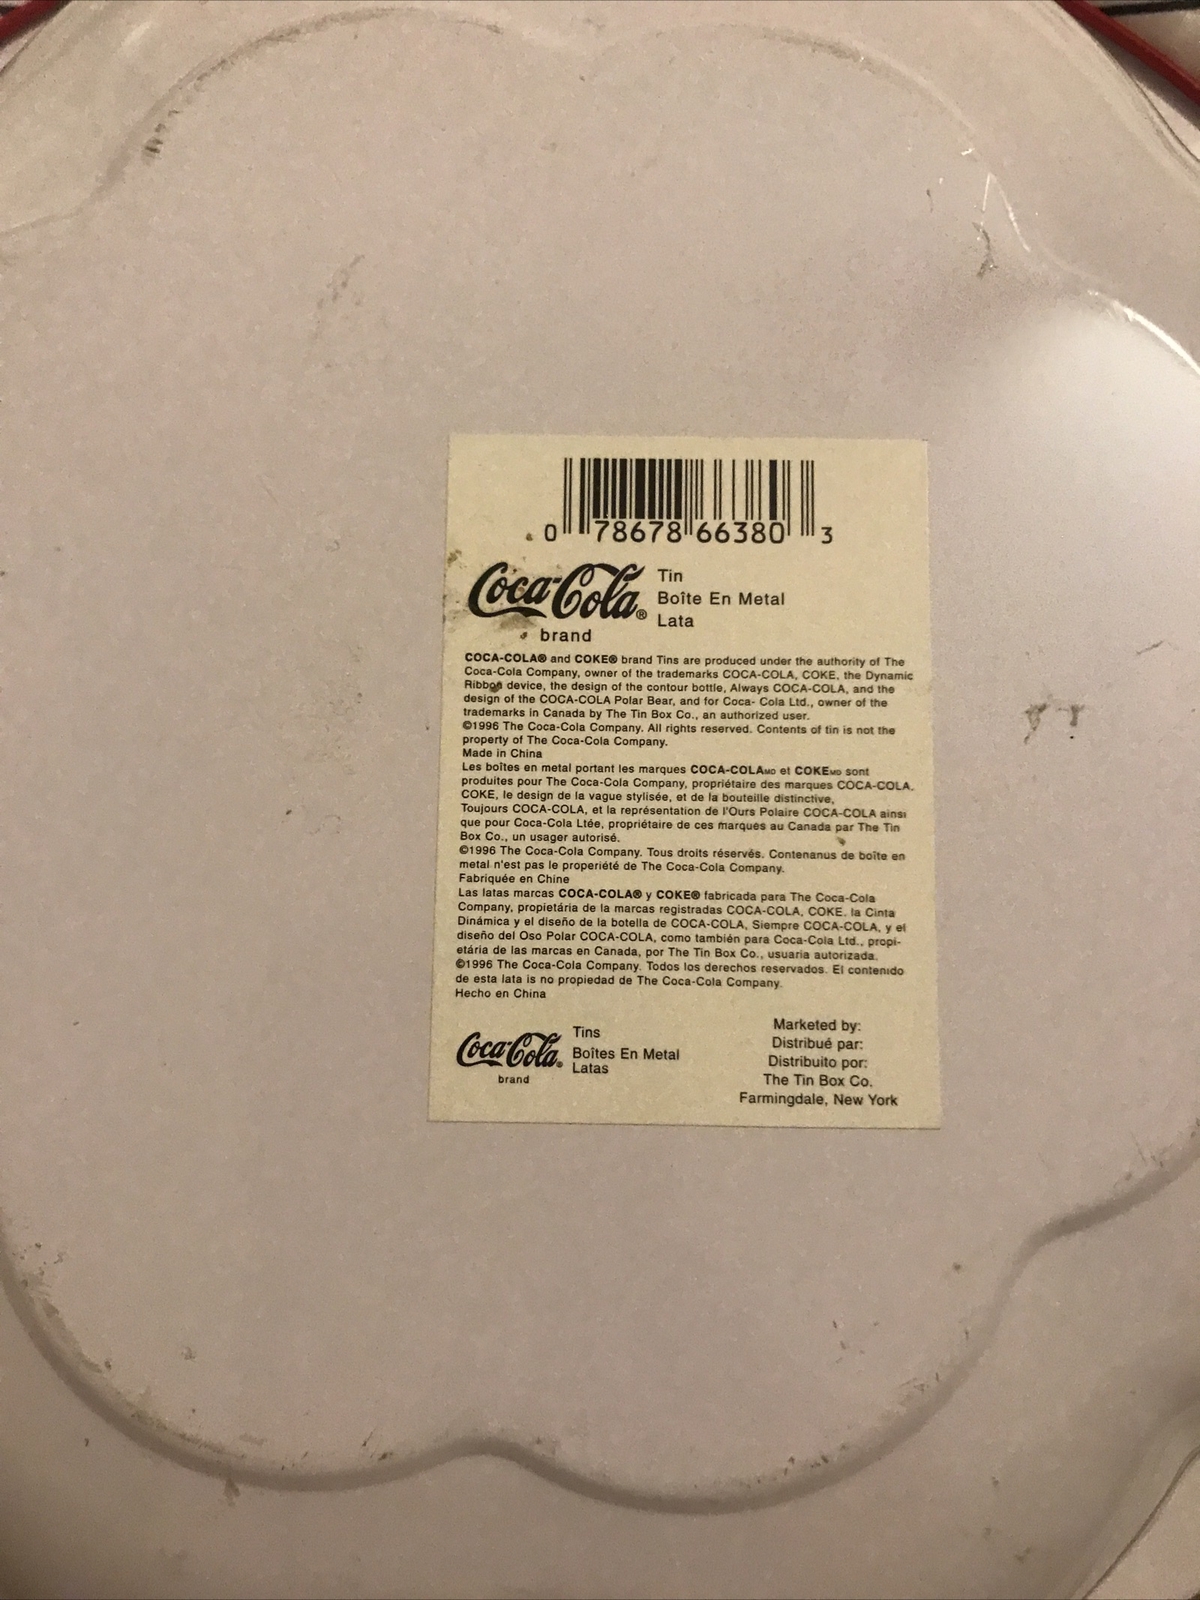 0 78678 66380 3
Coca-Cola®
brand
Tin
Boîte En Metal
Lata
COCA-COLA® and COKE® brand Tins are produced under the authority of The
Coca-Cola Company, owner of the trademarks COCA-COLA, COKE, the Dynamic
Ribbon device, the design of the contour bottle, Always COCA-COLA, and the
design of the COCA-COLA Polar Bear, and for Coca- Cola Ltd., owner of the
trademarks in Canada by The Tin Box Co., an authorized user.
©1996 The Coca-Cola Company. All rights reserved. Contents of tin is not the
property of The Coca-Cola Company.
Made in China
Les boîtes en metal portant les marques COCA-COLAMD et COKEMD sont
produites pour The Coca-Cola Company, propriétaire des marques COCA-COLA,
COKE, le design de la vague stylisée, et de la bouteille distinctive,
Toujours COCA-COLA, et la représentation de l'Ours Polaire COCA-COLA ainsi
que pour Coca-Cola Ltée, propriétaire de ces marques au Canada par The Tin
Box Co., un usager autorisé.
©1996 The Coca-Cola Company. Tous droits réservés. Contenanus de boîte en
metal n'est pas le properiété de The Coca-Cola Company.
Fabriquée en Chine
Las latas marcas COCA-COLA® y COKE® fabricada para The Coca-Cola
Company, propietária de la marcas registradas COCA-COLA, COKE. la Cinta
Dinámica y el diseño de la botella de COCA-COLA, Siempre COCA-COLA, y el
diseño del Oso Polar COCA-COLA, como también para Coca-Cola Ltd., propi-
etária de las marcas en Canada, por The Tin Box Co., usuaria autorizada.
©1996 The Coca-Cola Company. Todos los derechos reservados. El contenido
de esta lata is no propiedad de The Coca-Cola Company.
Hecho en China
Coca-Cola®
brand
Tins
Boîtes En Metal
Latas
Marketed by:
Distribué par:
Distribuito por:
The Tin Box Co.
Farmingdale, New York